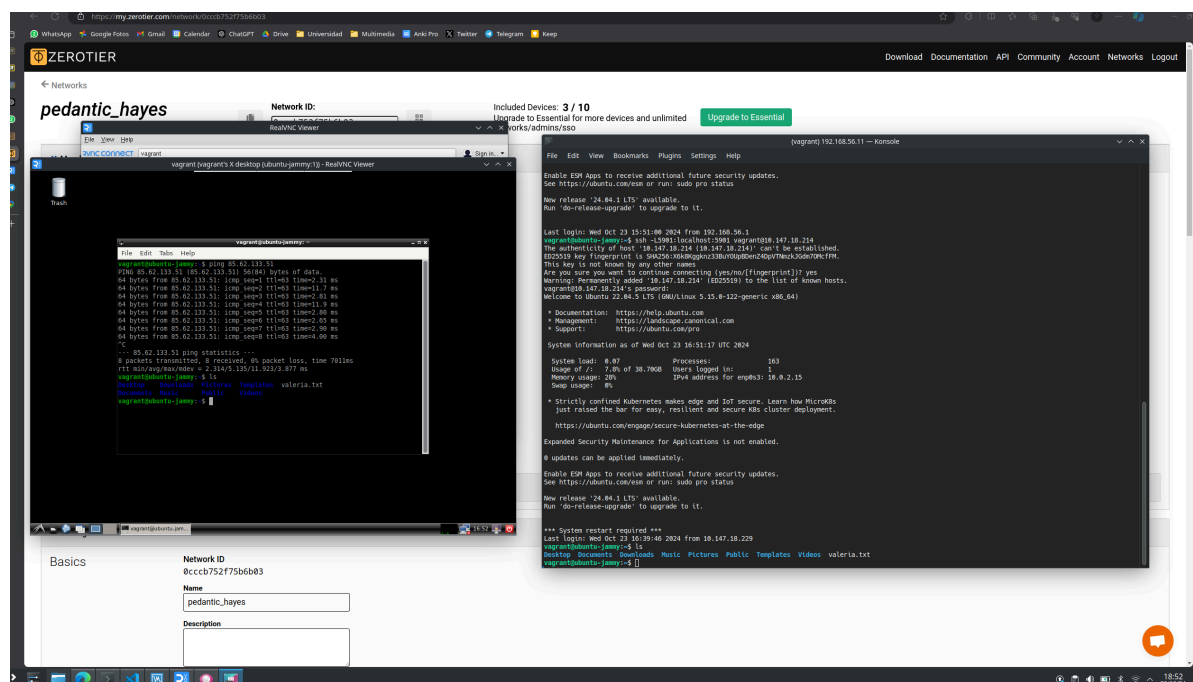 https://my.zerotier.com/network/0cccb752f75b6b03
WhatsApp Google Fotos Gmail Calendar ChatGPT Drive Universidad Multimedia Anki Pro Twitter Telegram Keep
ZEROTIER
Download Documentation API Community Account Networks Logout
Networks
pedantic_hayes
Network ID:
Included Devices: 3 / 10
Upgrade to Essential for more devices and unlimited
Upgrade to Essential
RealVNC Viewer
File View Help
vnc connect vagrant Sign in...
vagrant (vagrant's X desktop (ubuntu-jammy:1)) - RealVNC Viewer
Trash
vagrant@ubuntu-jammy: ~
File Edit Tabs Help
vagrant@ubuntu-jammy: $ ping 85.62.133.51
PING 85.62.133.51 (85.62.133.51) 56(84) bytes of data.
64 bytes from 85.62.133.51: icmp_seq=1 ttl=63 time=2.31 ms
64 bytes from 85.62.133.51: icmp_seq=2 ttl=63 time=11.7 ms
64 bytes from 85.62.133.51: icmp_seq=3 ttl=63 time=2.81 ms
64 bytes from 85.62.133.51: icmp_seq=4 ttl=63 time=11.9 ms
64 bytes from 85.62.133.51: icmp_seq=5 ttl=63 time=2.80 ms
64 bytes from 85.62.133.51: icmp_seq=6 ttl=63 time=2.65 ms
64 bytes from 85.62.133.51: icmp_seq=7 ttl=63 time=2.90 ms
64 bytes from 85.62.133.51: icmp_seq=8 ttl=63 time=4.00 ms
^C
--- 85.62.133.51 ping statistics ---
8 packets transmitted, 8 received, 0% packet loss, time 7011ms
rtt min/avg/max/mdev = 2.314/5.135/11.923/3.877 ms
vagrant@ubuntu-jammy: $ ls
Desktop Downloads Pictures Templates valeria.txt
Documents Music Public Videos
vagrant@ubuntu-jammy: $
vagrant@ubuntu-jam...
16:52
(vagrant) 192.168.56.11 — Konsole
File Edit View Bookmarks Plugins Settings Help
Enable ESM Apps to receive additional future security updates.
See https://ubuntu.com/esm or run: sudo pro status
New release '24.04.1 LTS' available.
Run 'do-release-upgrade' to upgrade to it.
Last login: Wed Oct 23 15:51:00 2024 from 192.168.56.1
vagrant@ubuntu-jammy:~$ ssh -L5901:localhost:5901 vagrant@10.147.18.214
The authenticity of host '10.147.18.214 (10.147.18.214)' can't be established.
ED25519 key fingerprint is
This key is not known by any other names
Are you sure you want to continue connecting (yes/no/[fingerprint])? yes
Warning: Permanently added '10.147.18.214' (ED25519) to the list of known hosts.
vagrant@10.147.18.214's password:
Welcome to Ubuntu 22.04.5 LTS (GNU/Linux 5.15.0-122-generic x86_64)
* Documentation: https://help.ubuntu.com
* Management: https://landscape.canonical.com
* Support: https://ubuntu.com/pro
System information as of Wed Oct 23 16:51:17 UTC 2024
System load: 0.07 Processes: 163
Usage of /: 7.8% of 38.70GB Users logged in: 1
Memory usage: 20% IPv4 address for enp0s3: 10.0.2.15
Swap usage: 0%
* Strictly confined Kubernetes makes edge and IoT secure. Learn how MicroK8s
just raised the bar for easy, resilient and secure K8s cluster deployment.
https://ubuntu.com/engage/secure-kubernetes-at-the-edge
Expanded Security Maintenance for Applications is not enabled.
0 updates can be applied immediately.
Enable ESM Apps to receive additional future security updates.
See https://ubuntu.com/esm or run: sudo pro status
New release '24.04.1 LTS' available.
Run 'do-release-upgrade' to upgrade to it.
*** System restart required ***
Last login: Wed Oct 23 16:39:46 2024 from 10.147.18.229
vagrant@ubuntu-jammy:~$ ls
Desktop Documents Downloads Music Pictures Public Templates Videos valeria.txt
vagrant@ubuntu-jammy:~$
Basics
Network ID
0cccb752f75b6b03
Name
pedantic_hayes
Description
18:52